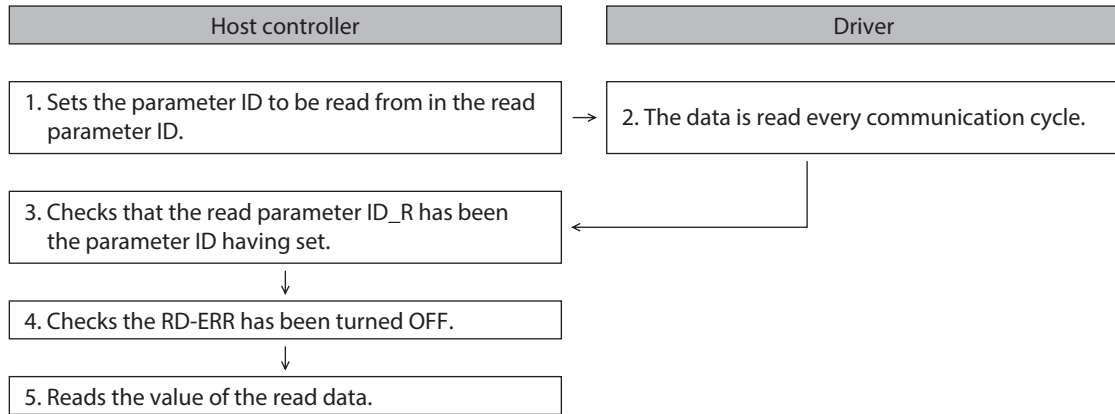 Host controller
Driver
1. Sets the parameter ID to be read from in the read
parameter ID.
2. The data is read every communication cycle.
3. Checks that the read parameter ID_R has been
the parameter ID having set.
4. Checks the RD-ERR has been turned OFF.
5. Reads the value of the read data.